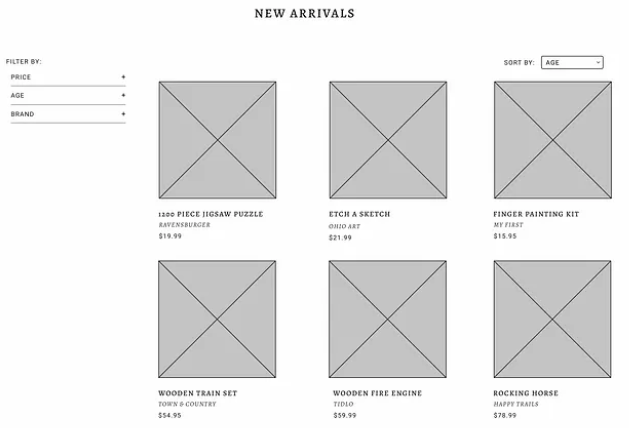 NEW ARRIVALS
FILTER BY:
SORT BY: AGE
PRICE +
AGE +
BRAND +
1200 PIECE JIGSAW PUZZLE
RAVENSBURGER
$19.99
ETCH A SKETCH
OHIO ART
$21.99
FINGER PAINTING KIT
MY FIRST
$15.95
WOODEN TRAIN SET
TOWN & COUNTRY
$54.95
WOODEN FIRE ENGINE
TIDLO
$59.99
ROCKING HORSE
HAPPY TRAILS
$78.99